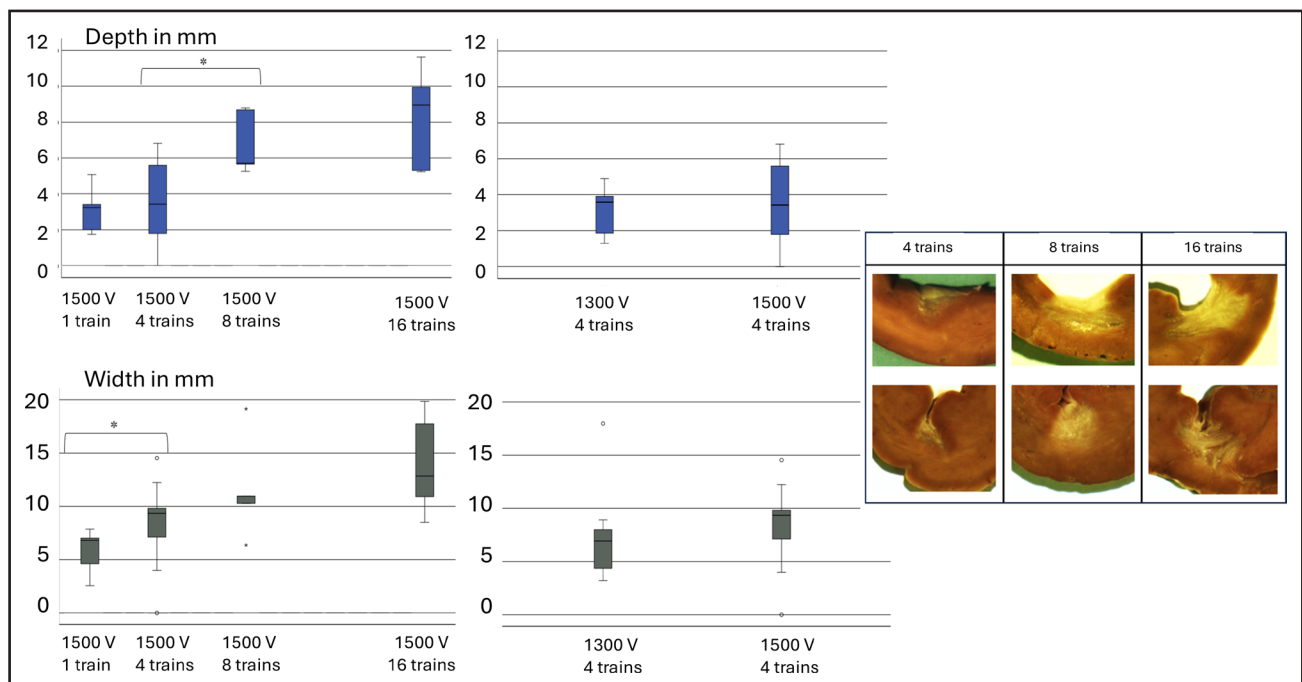 Depth in mm
12
10
8
6
4
2
0
*
1500 V 1500 V 1500 V 1500 V
1 train 4 trains 8 trains 16 trains
12
10
8
6
4
2
0
1300 V 1500 V
4 trains 4 trains
Width in mm
20
15
10
5
0
*
1500 V 1500 V 1500 V 1500 V
1 train 4 trains 8 trains 16 trains
20
15
10
5
0
1300 V 1500 V
4 trains 4 trains
4 trains 8 trains 16 trains